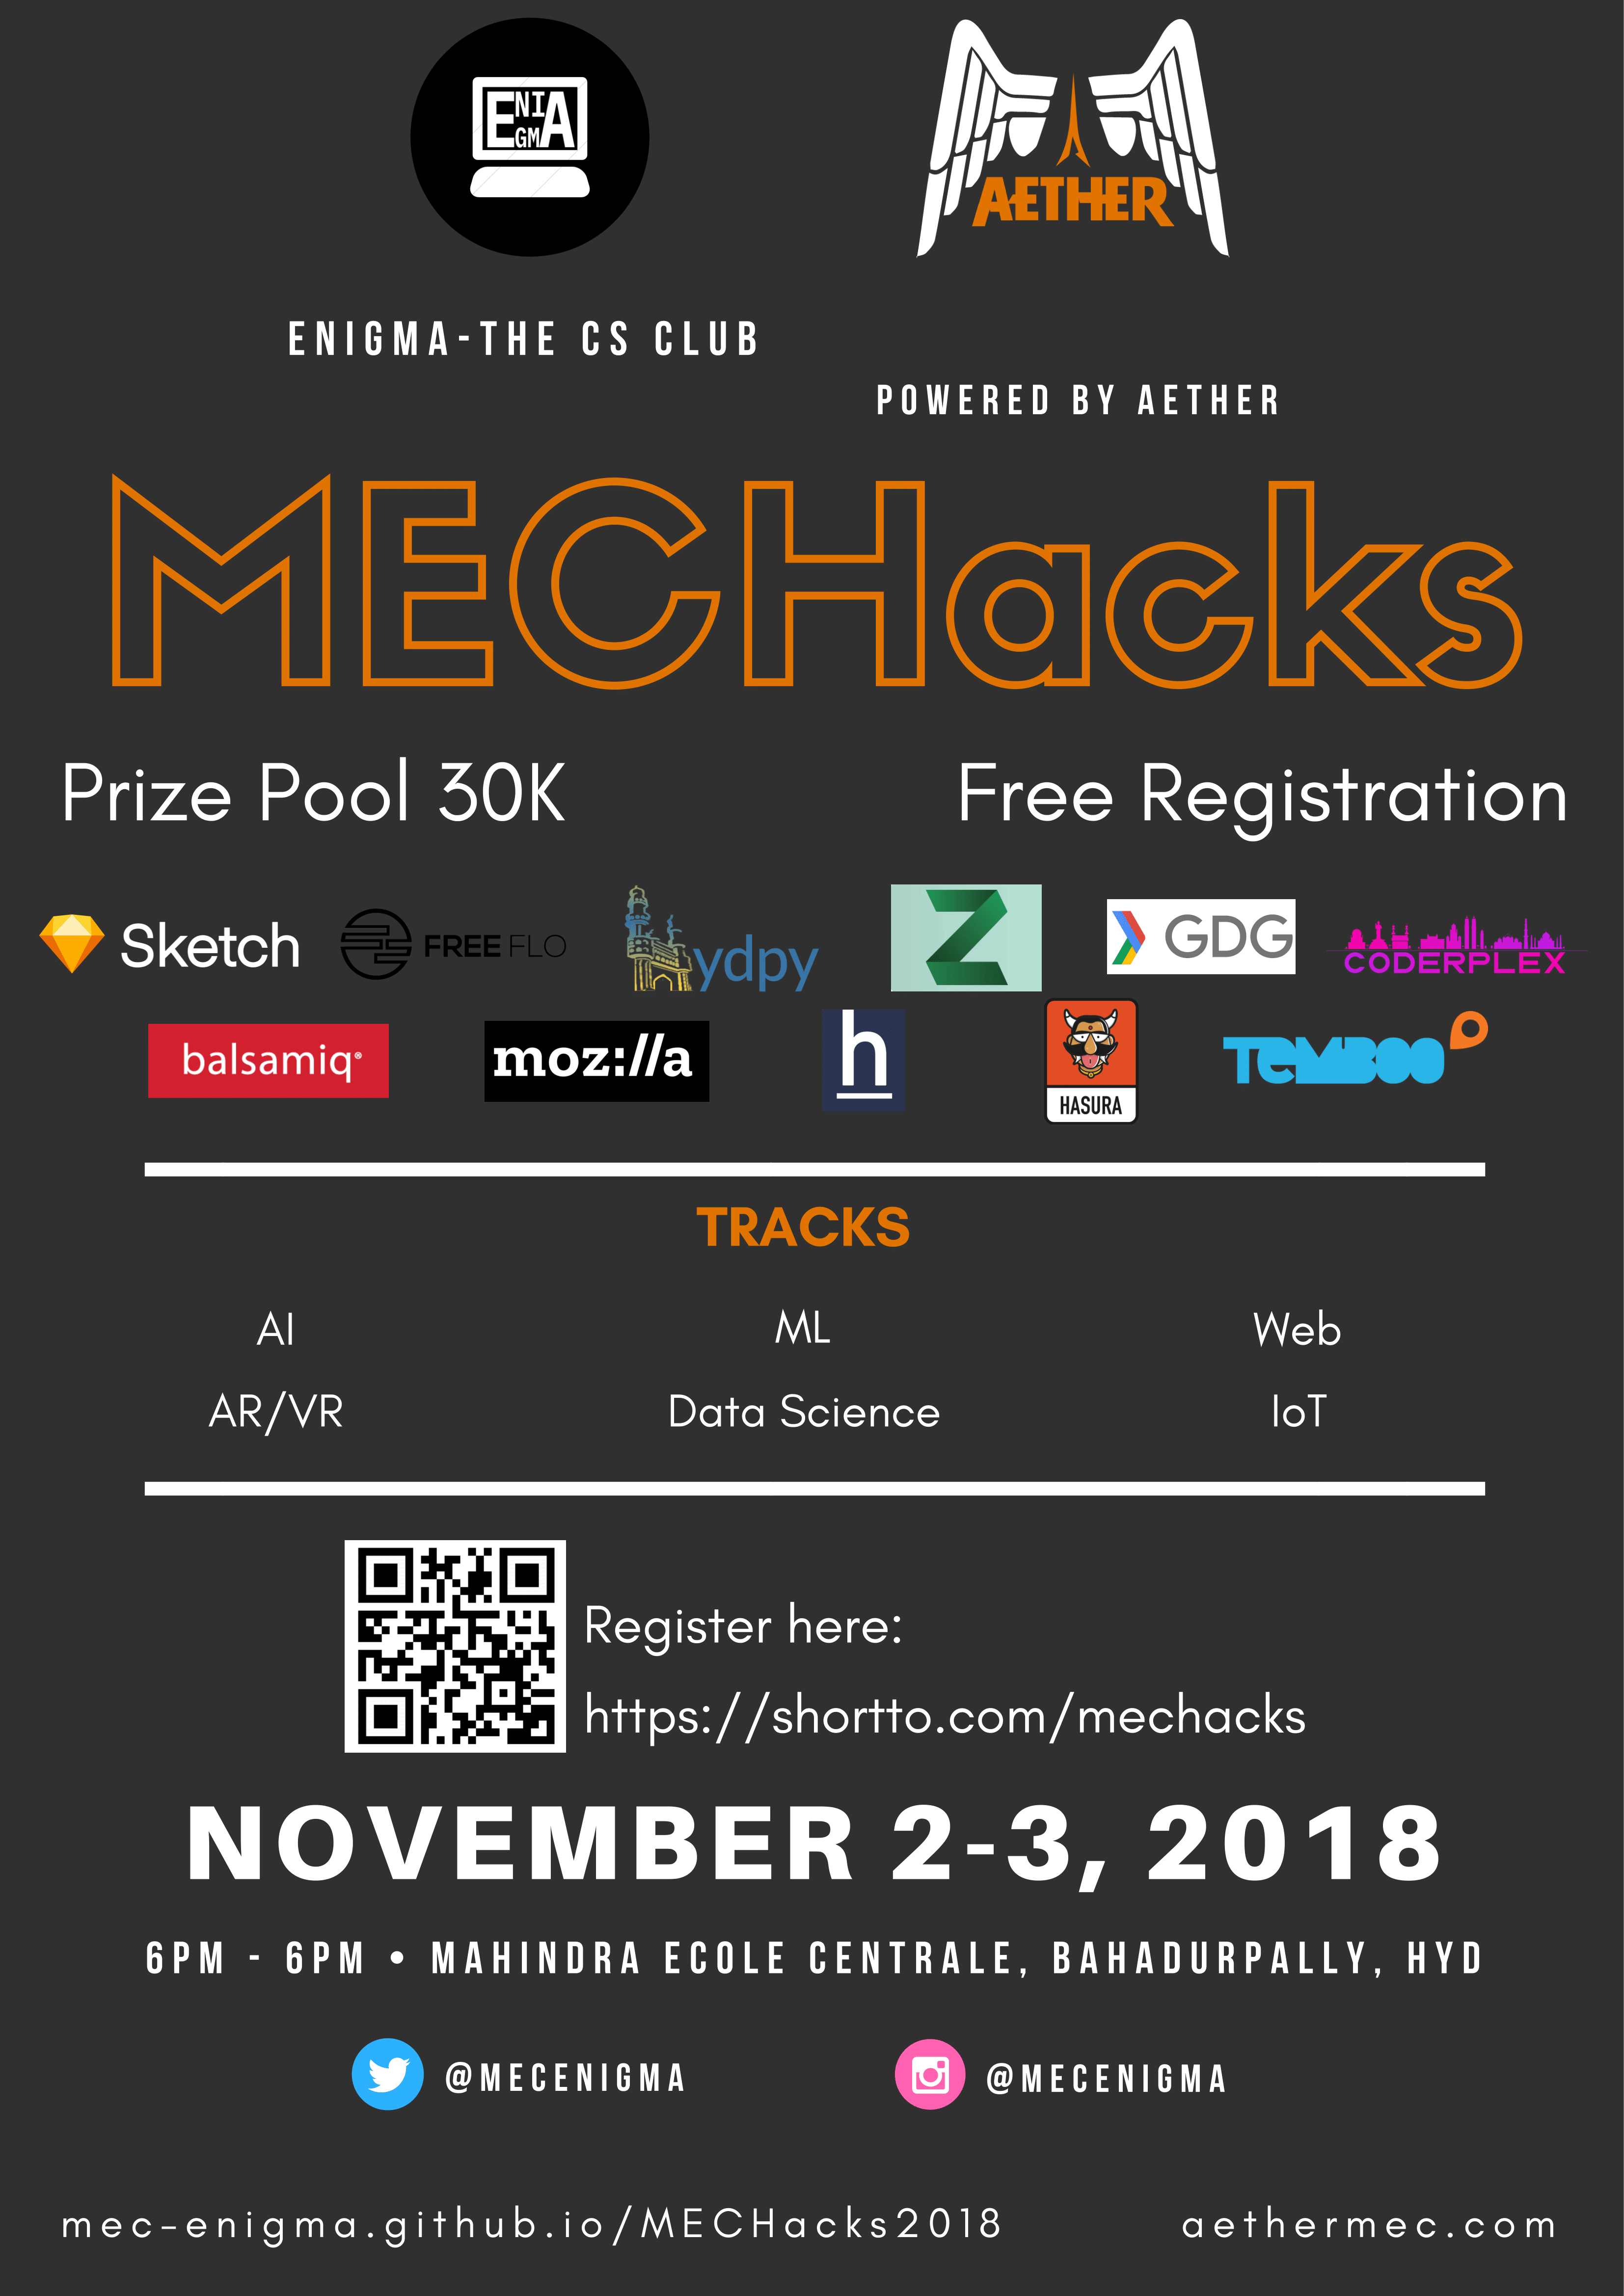 ENIGMA
AETHER
ENIGMA-THE CS CLUB
POWERED BY AETHER
MECHacks
Prize Pool 30K
Free Registration
Sketch
FREE FLO
ydpy
Z
GDG
CODERPLEX
balsamiq®
moz://a
h
HASURA
TEMBOO
TRACKS
AI
ML
Web
AR/VR
Data Science
IoT
Register here:
https://shortto.com/mechacks
NOVEMBER 2-3, 2018
6PM - 6PM • MAHINDRA ECOLE CENTRALE, BAHADURPALLY, HYD
@MECENIGMA
@MECENIGMA
mec-enigma.github.io/MECHacks2018
aethermec.com